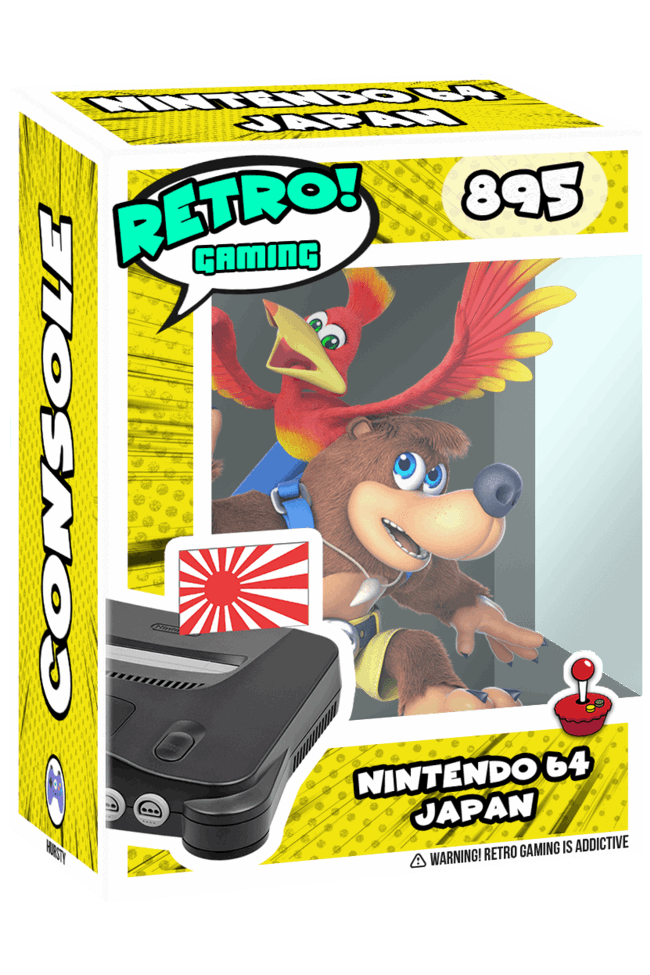 NINTENDO 64
JAPAN
RETRO!
GAMING
895
CONSOLE
HURSTY
NINTENDO 64
JAPAN
WARNING! RETRO GAMING IS ADDICTIVE